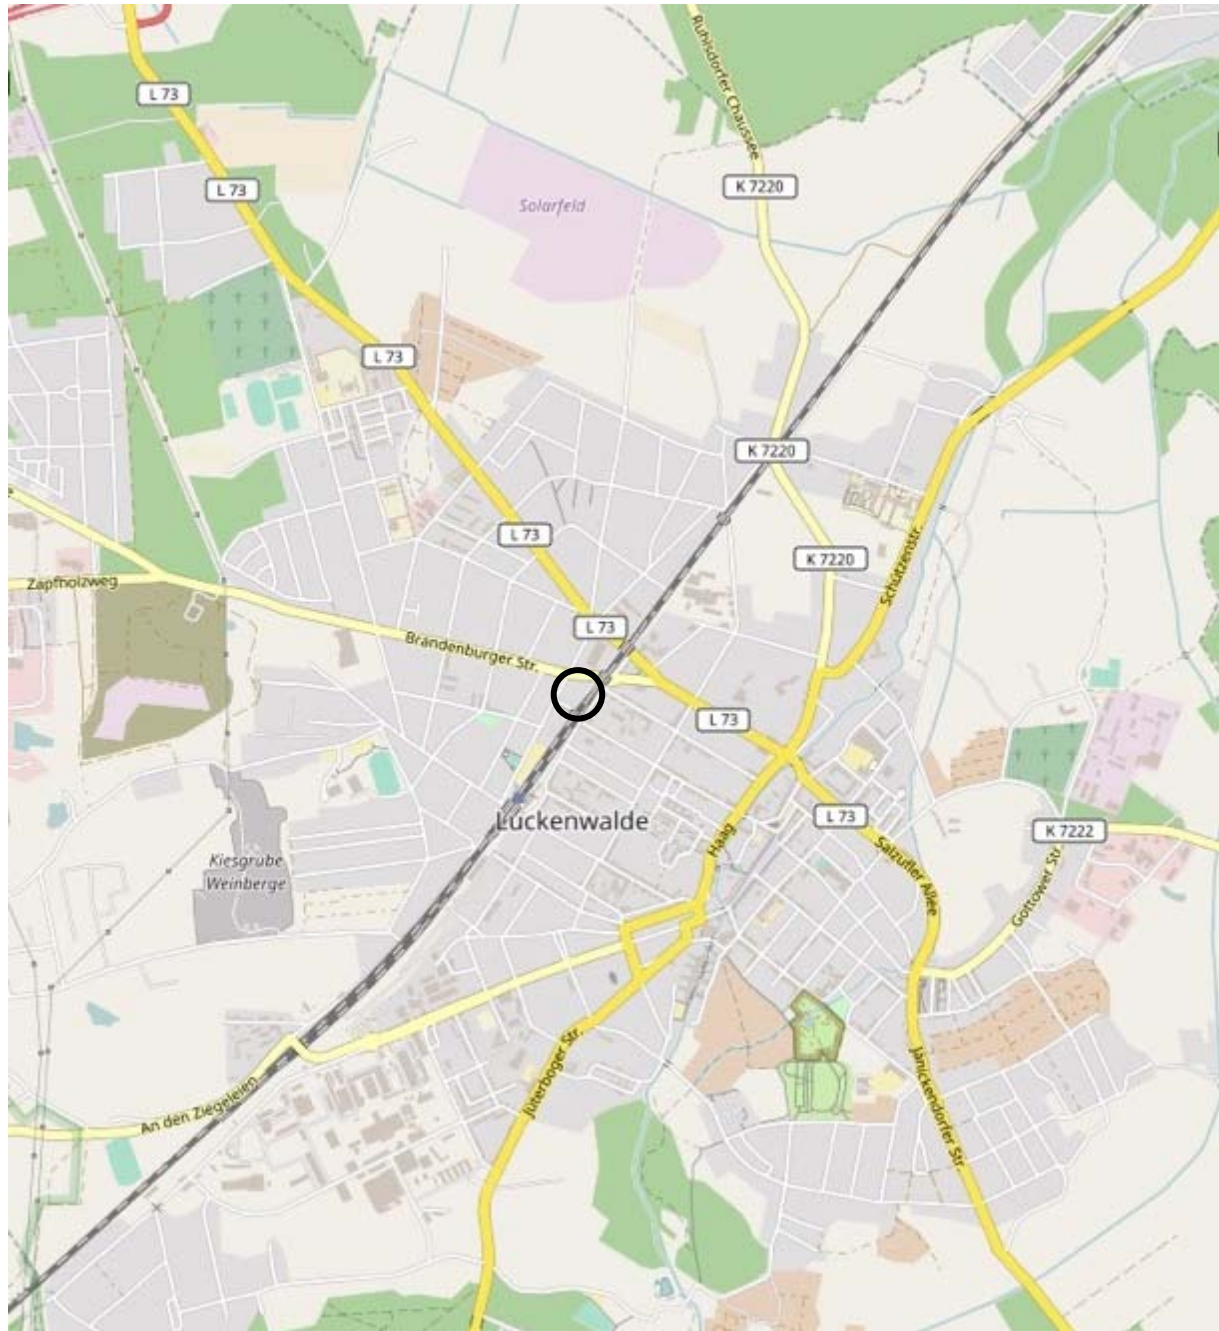 Ruhlsdorfer Chaussee
L 73
K 7220
L 73
Solarfeld
L 73
K 7220
L 73
K 7220
Schützenstr.
Zapfholzweg
L 73
Brandenburger Str.
L 73
L 73
Luckenwalde
K 7222
Haag
Salzufler Allee
Kiesgrube
Weinberge
Gottower Str.
Jüterboger Str.
An den Ziegeleien
Jänickendorfer Str.